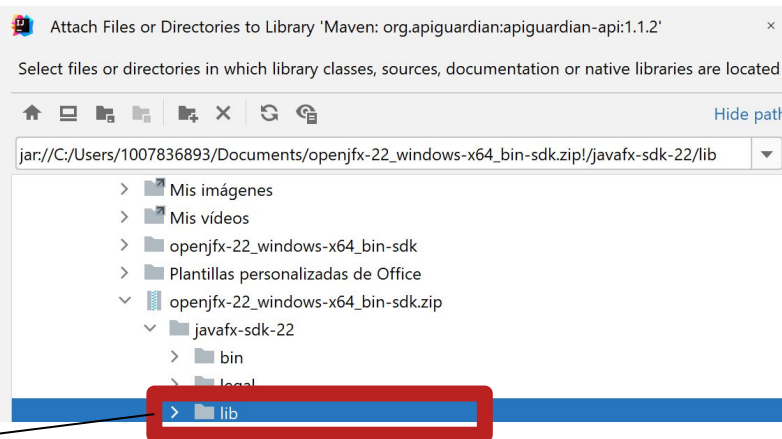 Attach Files or Directories to Library 'Maven: org.apiguardian:apiguardian-api:1.1.2'
Select files or directories in which library classes, sources, documentation or native libraries are located
Hide path
jar://C:/Users/1007836893/Documents/openjfx-22_windows-x64_bin-sdk.zip!/javafx-sdk-22/lib
Mis imágenes
Mis vídeos
openjfx-22_windows-x64_bin-sdk
Plantillas personalizadas de Office
openjfx-22_windows-x64_bin-sdk.zip
javafx-sdk-22
bin
legal
lib